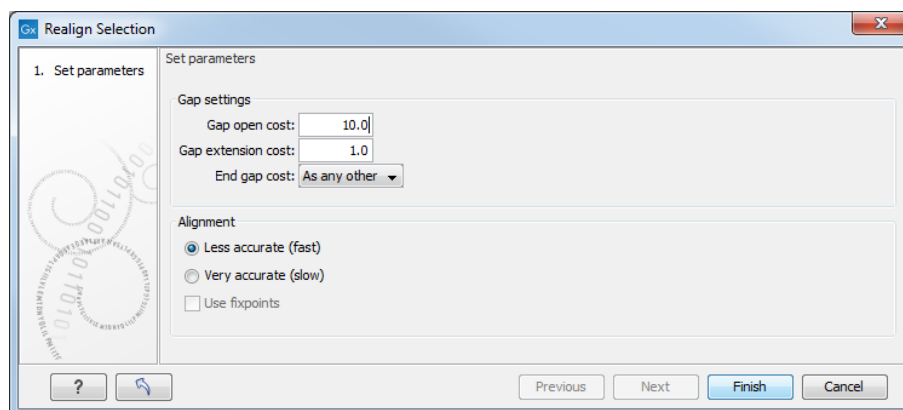 Gx Realign Selection
1. Set parameters
Set parameters
Gap settings
Gap open cost: 10.0
Gap extension cost: 1.0
End gap cost: As any other
Alignment
Less accurate (fast)
Very accurate (slow)
Use fixpoints
?
Previous
Next
Finish
Cancel